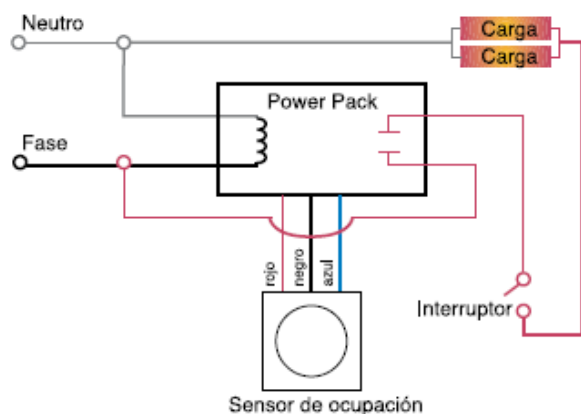 Neutro
Carga
Carga
Power Pack
Fase
rojo
negro
azul
Interruptor
Sensor de ocupación